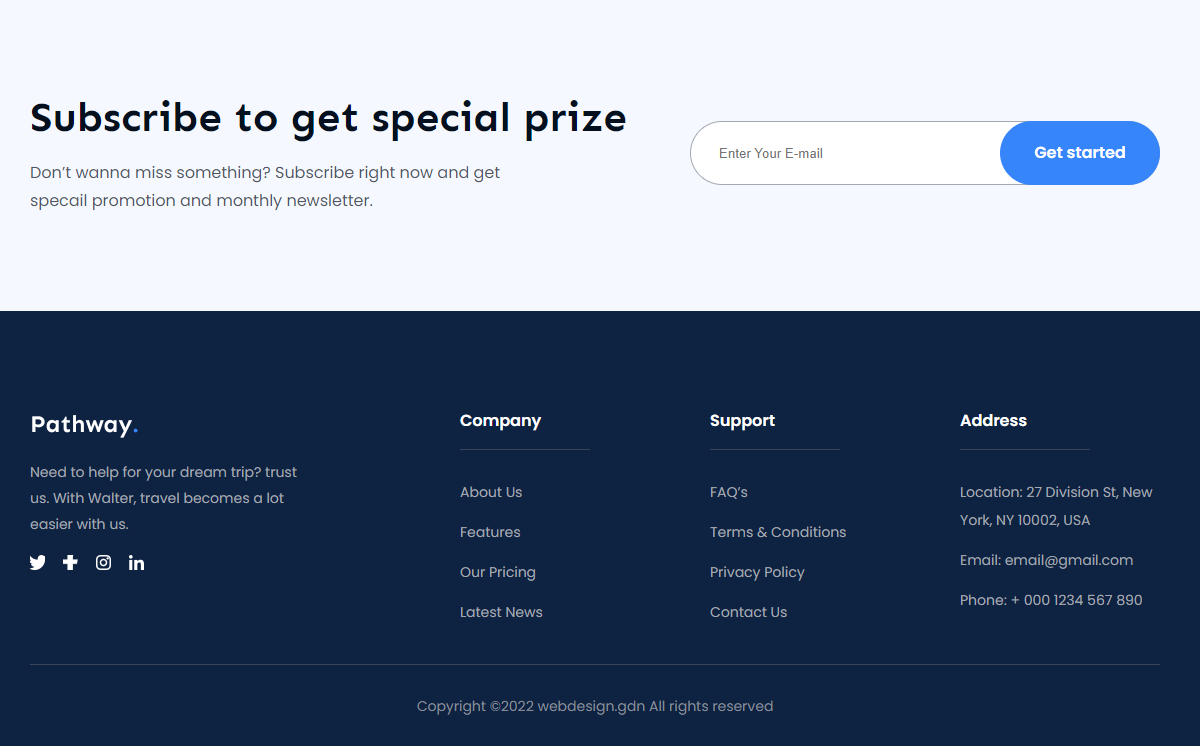 Subscribe to get special prize
Don’t wanna miss something? Subscribe right now and get
specail promotion and monthly newsletter.
Enter Your E-mail
Get started
Pathway.
Need to help for your dream trip? trust
us. With Walter, travel becomes a lot
easier with us.
Company
About Us
Features
Our Pricing
Latest News
Support
FAQ’s
Terms & Conditions
Privacy Policy
Contact Us
Address
Location: 27 Division St, New
York, NY 10002, USA
Email: email@gmail.com
Phone: + 000 1234 567 890
Copyright ©2022 webdesign.gdn All rights reserved